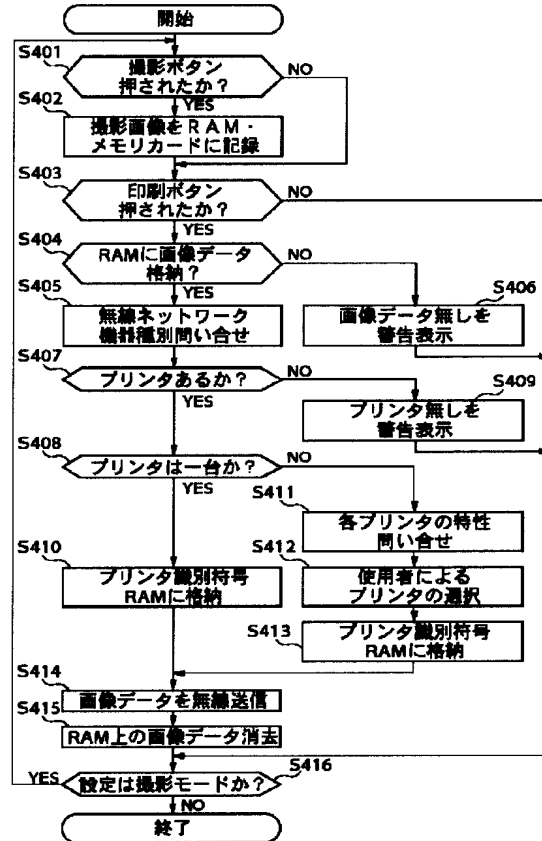 開始
S401
撮影ボタン
押されたか?
NO
YES
S402
撮影画像をRAM・
メモリカードに記録
S403
印刷ボタン
押されたか?
NO
YES
S404
RAMに画像データ
格納?
NO
YES
S405
無線ネットワーク
機器種別問い合せ
S406
画像データ無しを
警告表示
S407
プリンタあるか?
NO
YES
S409
プリンタ無しを
警告表示
S408
プリンタは一台か?
NO
YES
S411
各プリンタの特性
問い合せ
S410
プリンタ識別符号
RAMに格納
S412
使用者による
プリンタの選択
S413
プリンタ識別符号
RAMに格納
S414
画像データを無線送信
S415
RAM上の画像データ消去
S416
設定は撮影モードか?
YES
NO
終了